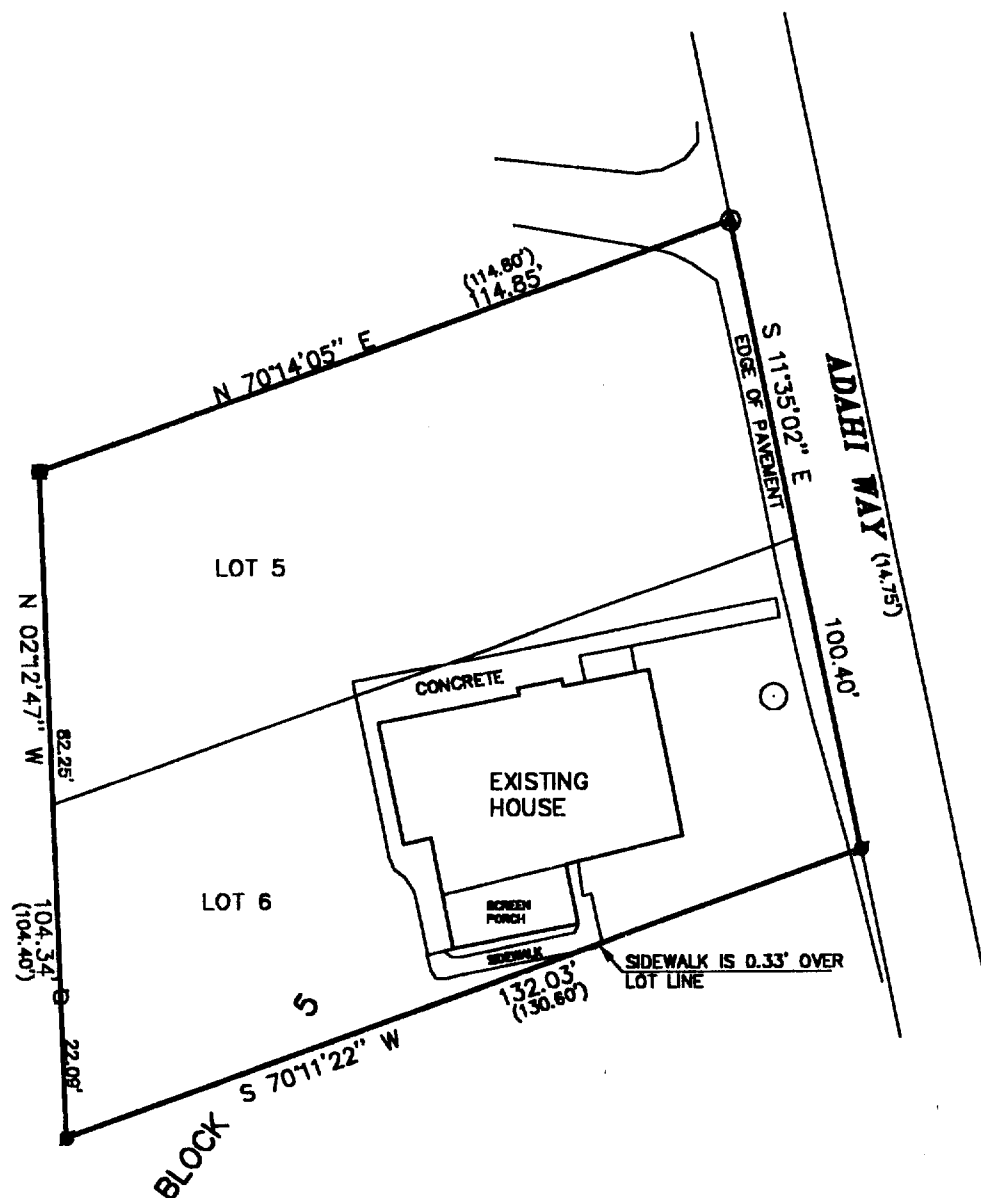 (114.80')
114.85'
N 70°14'05" E
S 11°35'02" E
EDGE OF PAVEMENT
ADAHI WAY (14.75')
100.40'
LOT 5
N 02°12'47" W
82.25'
CONCRETE
EXISTING
HOUSE
LOT 6
SCREEN
PORCH
SIDEWALK
104.34'
(104.40')
22.09'
SIDEWALK IS 0.33' OVER
LOT LINE
132.03'
(130.60')
S 70°11'22" W
BLOCK 5